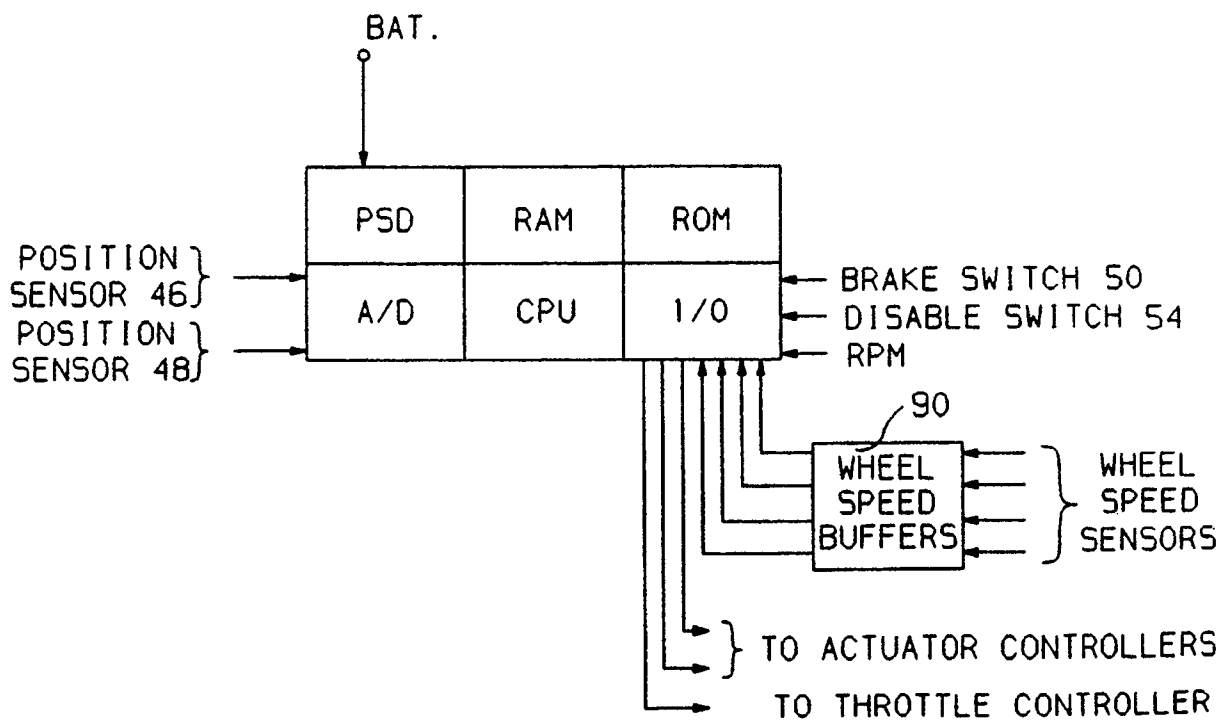 BAT.
PSD
RAM
ROM
POSITION
SENSOR 46
A/D
CPU
1/O
BRAKE SWITCH 50
DISABLE SWITCH 54
RPM
POSITION
SENSOR 48
90
WHEEL
SPEED
BUFFERS
WHEEL
SPEED
SENSORS
TO ACTUATOR CONTROLLERS
TO THROTTLE CONTROLLER